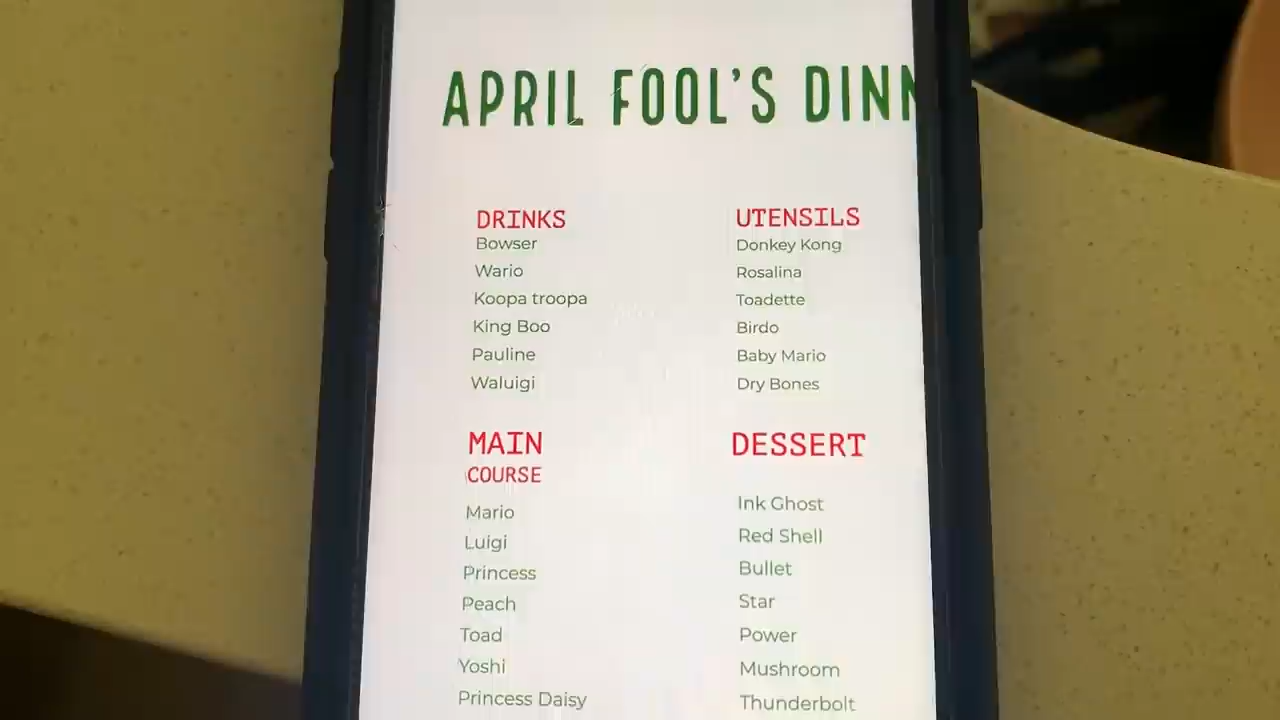 APRIL FOOL'S DINN
DRINKS
Bowser
Wario
Koopa troopa
King Boo
Pauline
Waluigi
UTENSILS
Donkey Kong
Rosalina
Toadette
Birdo
Baby Mario
Dry Bones
MAIN
COURSE
Mario
Luigi
Princess
Peach
Toad
Yoshi
Princess Daisy
DESSERT
Ink Ghost
Red Shell
Bullet
Star
Power
Mushroom
Thunderbolt